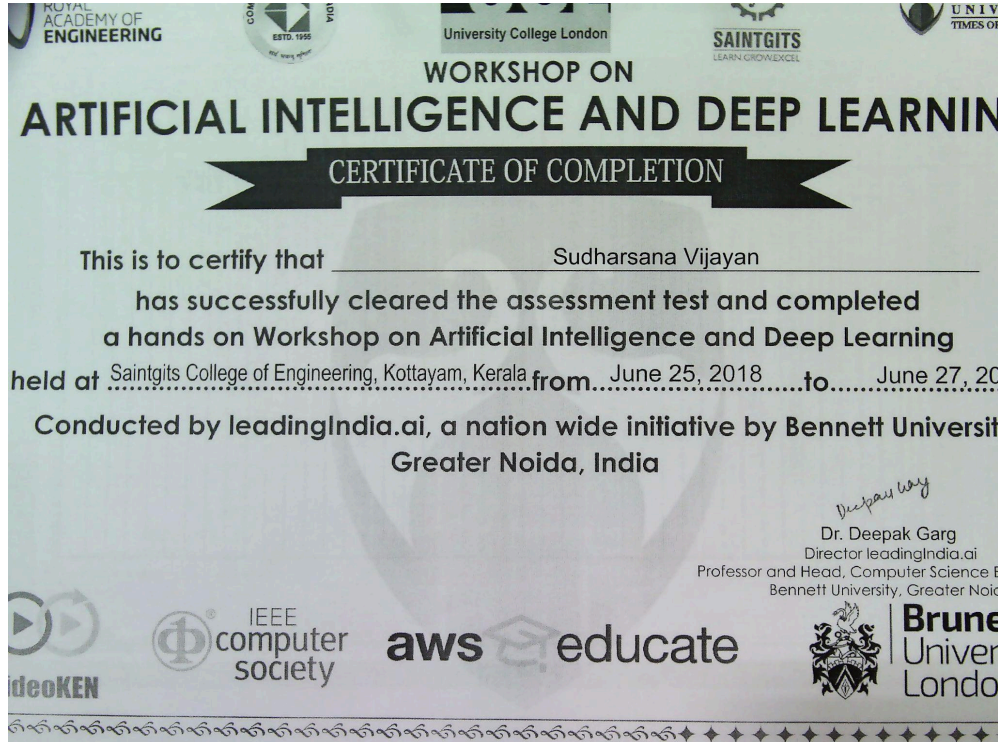 ROYAL
ACADEMY OF
ENGINEERING
ESTD. 1956
University College London
SAINTGITS
LEARN.GROW.EXCEL
UNIV
TIMES OF
WORKSHOP ON
ARTIFICIAL INTELLIGENCE AND DEEP LEARNIN
CERTIFICATE OF COMPLETION
This is to certify that Sudharsana Vijayan
has successfully cleared the assessment test and completed
a hands on Workshop on Artificial Intelligence and Deep Learning
held at Saintgits College of Engineering, Kottayam, Kerala from June 25, 2018 to June 27, 20
Conducted by leadingIndia.ai, a nation wide initiative by Bennett Universit
Greater Noida, India
Dr. Deepak Garg
Director leadingIndia.ai
Professor and Head, Computer Science E
Bennett University, Greater Noid
ideoKEN
IEEE
computer
society
aws educate
Brune
Univer
Londo